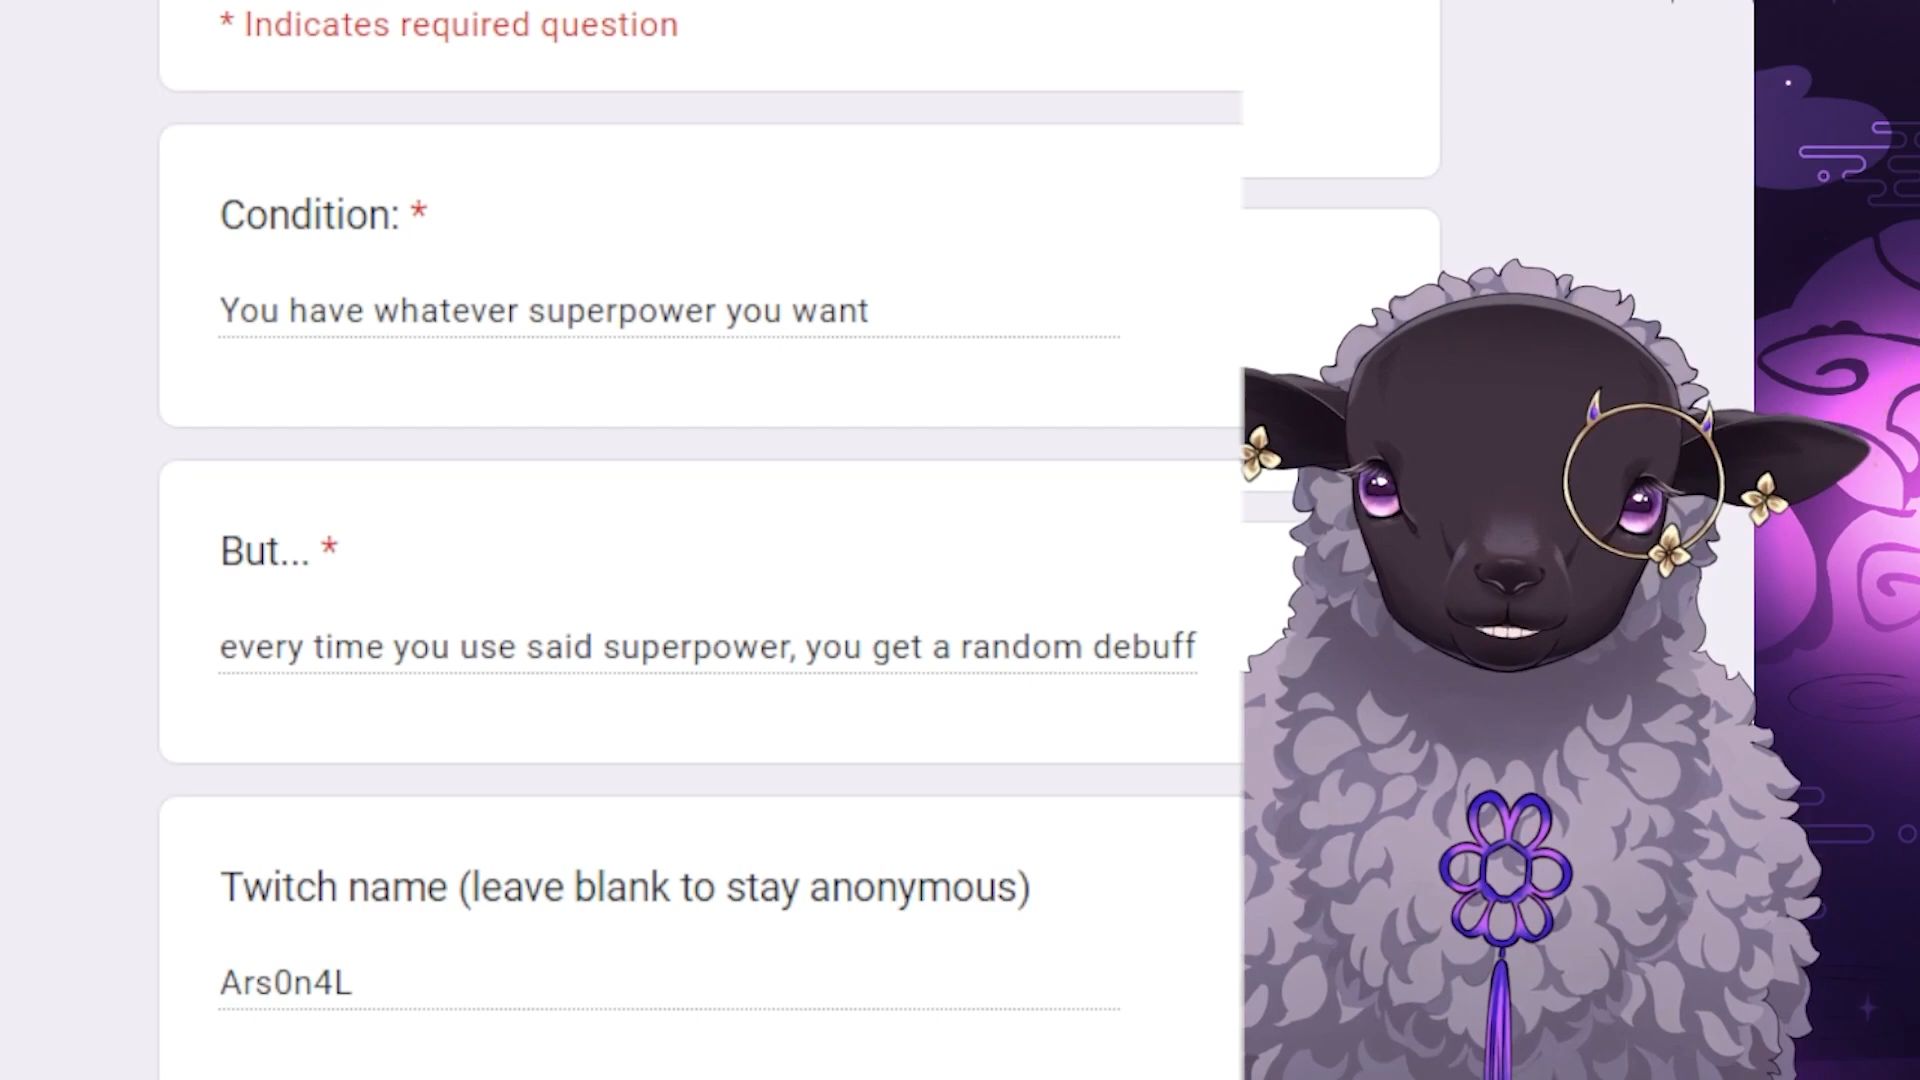 * Indicates required question
Condition: *
You have whatever superpower you want
But... *
every time you use said superpower, you get a random debuff
Twitch name (leave blank to stay anonymous)
Ars0n4L